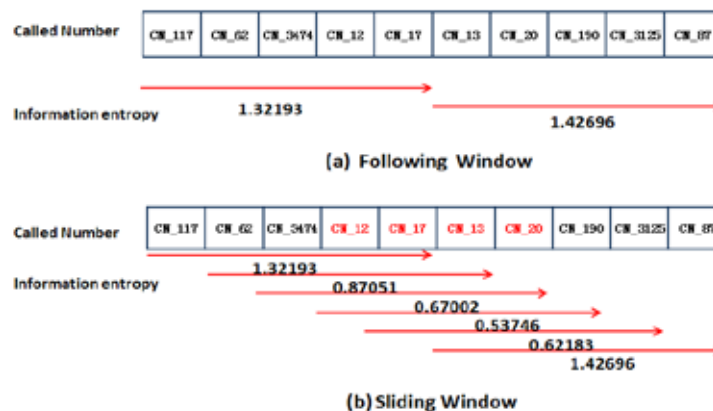 Called Number CN_117 CN_62 CN_3474 CN_12 CN_17 CN_13 CN_20 CN_190 CN_3125 CN_87
Information entropy 1.32193 1.42696
(a) Following Window
Called Number CN_117 CN_62 CN_3474 CN_12 CN_17 CN_13 CN_20 CN_190 CN_3125 CN_87
Information entropy 1.32193
0.87051
0.67002
0.53746
0.62183
1.42696
(b) Sliding Window